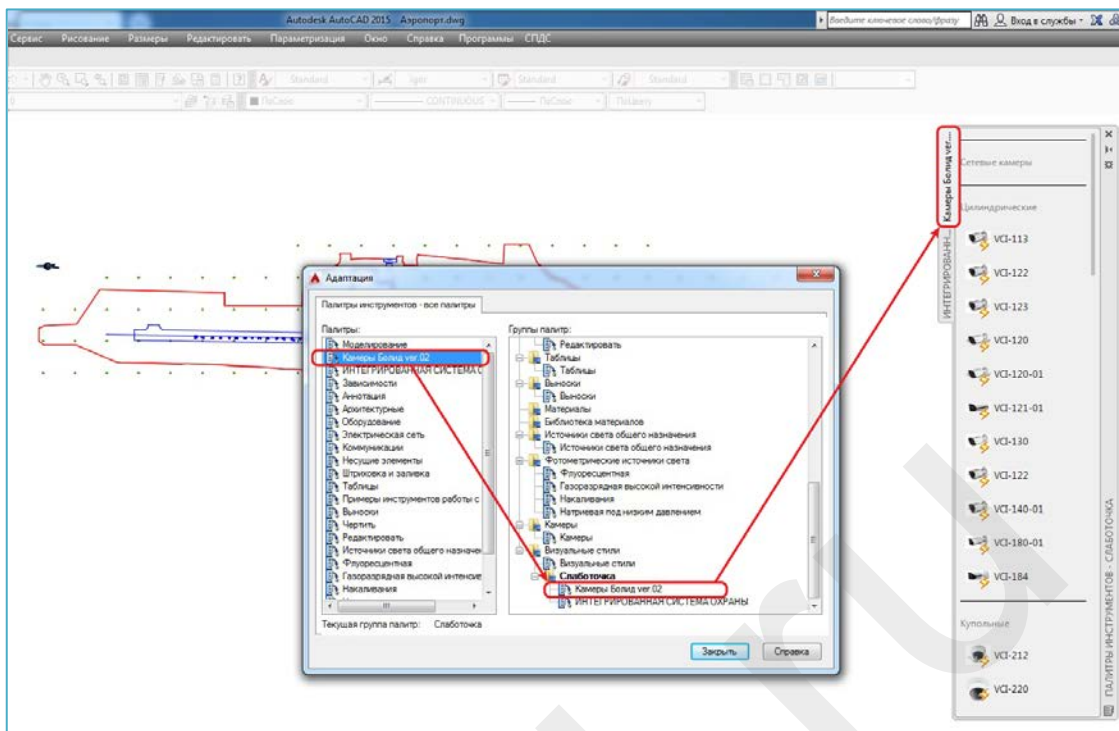 Autodesk AutoCAD 2015 Аэропорт.dwg
Введите ключевое слово/фразу
Вход в службы
Сервис Рисование Размеры Редактировать Параметризация Окно Справка Программы СПДС
Standard Standard Standard
0 ПоСлою CONTINUOUS ПоСлою ПоЦвету
Камеры Болид ver....
ИНТЕГРИРОВАНН...
Сетевые камеры
Цилиндрические
VCI-113
VCI-122
VCI-123
VCI-120
VCI-120-01
VCI-121-01
VCI-130
VCI-122
VCI-140-01
VCI-180-01
VCI-184
Купольные
VCI-212
VCI-220
ПАЛИТРЫ ИНСТРУМЕНТОВ - СЛАБОТОЧКА
Адаптация
Палитры инструментов - все палитры
Палитры:
Моделирование
Камеры Болид ver.02
ИНТЕГРИРОВАННАЯ СИСТЕМА О
Зависимости
Аннотация
Архитектурные
Оборудование
Электрическая сеть
Коммуникации
Несущие элементы
Штриховка и заливка
Таблицы
Примеры инструментов работы с
Выноски
Чертить
Редактировать
Источники света общего назначен
Флуоресцентная
Газоразрядная высокой интенсив
Накаливания
Группы палитр:
Редактировать
Таблицы
Таблицы
Выноски
Выноски
Материалы
Библиотека материалов
Источники света общего назначения
Источники света общего назначения
Фотометрические источники света
Флуоресцентная
Газоразрядная высокой интенсивности
Накаливания
Натриевая под низким давлением
Камеры
Камеры
Визуальные стили
Визуальные стили
Слаботочка
Камеры Болид ver.02
ИНТЕГРИРОВАННАЯ СИСТЕМА ОХРАНЫ
Текущая группа палитр: Слаботочка
Закрыть Справка
ru